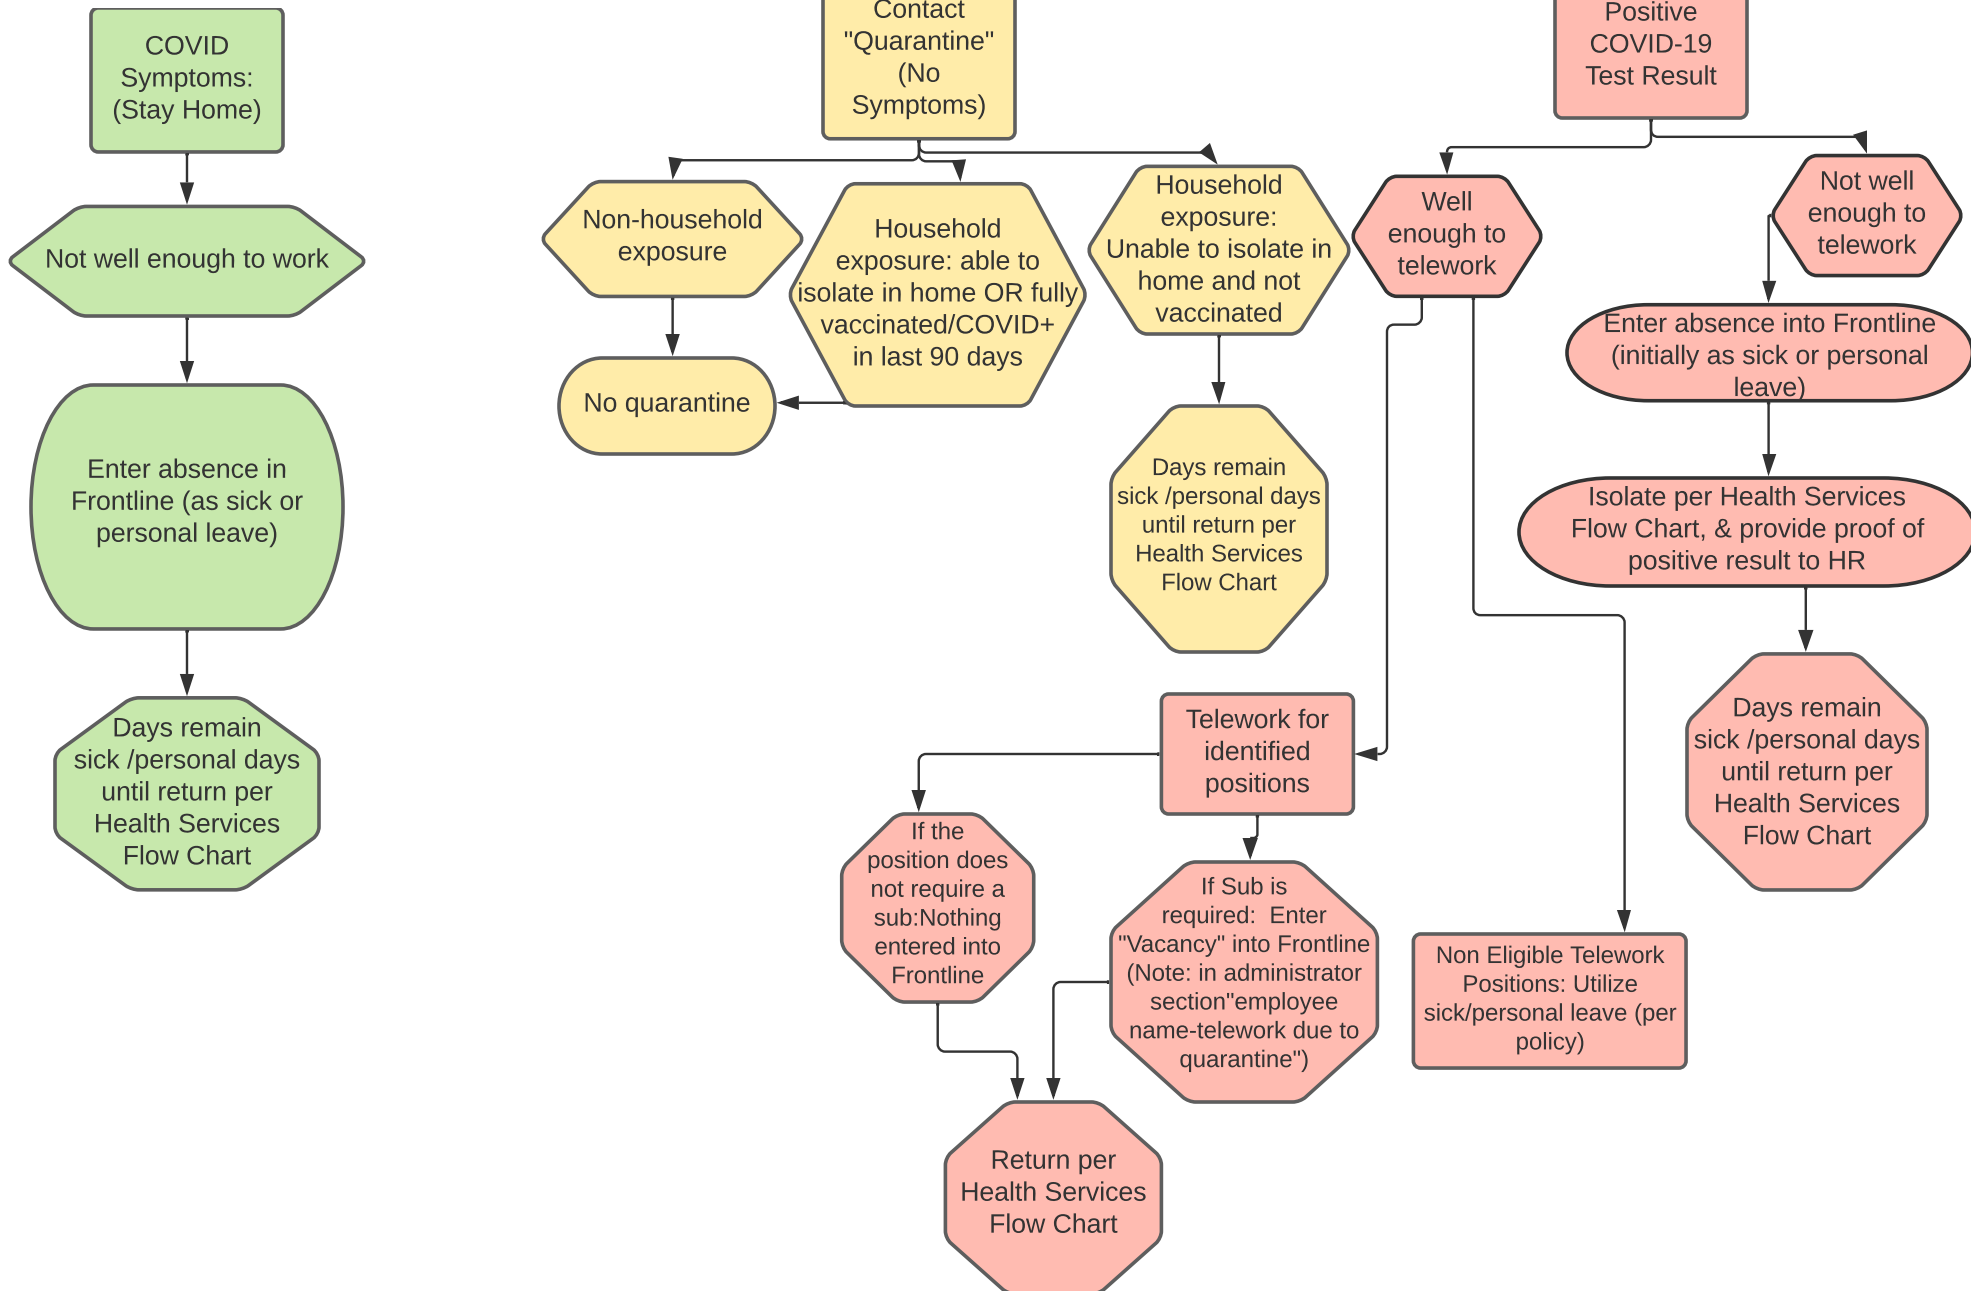 COVID
Symptoms:
(Stay Home)
Not well enough to work
Enter absence in
Frontline (as sick or
personal leave)
Days remain
sick /personal days
until return per
Health Services
Flow Chart
Contact
"Quarantine"
(No
Symptoms)
Non-household
exposure
No quarantine
Household
exposure: able to
isolate in home OR fully
vaccinated/COVID+
in last 90 days
Household
exposure:
Unable to isolate in
home and not
vaccinated
Days remain
sick /personal days
until return per
Health Services
Flow Chart
Positive
COVID-19
Test Result
Well
enough to
telework
Not well
enough to
telework
Enter absence into Frontline
(initially as sick or personal
leave)
Isolate per Health Services
Flow Chart, & provide proof of
positive result to HR
Days remain
sick /personal days
until return per
Health Services
Flow Chart
Telework for
identified
positions
If the
position does
not require a
sub:Nothing
entered into
Frontline
If Sub is
required:  Enter
"Vacancy" into Frontline
(Note: in administrator
section"employee
name-telework due to
quarantine")
Non Eligible Telework
Positions: Utilize
sick/personal leave (per
policy)
Return per
Health Services
Flow Chart